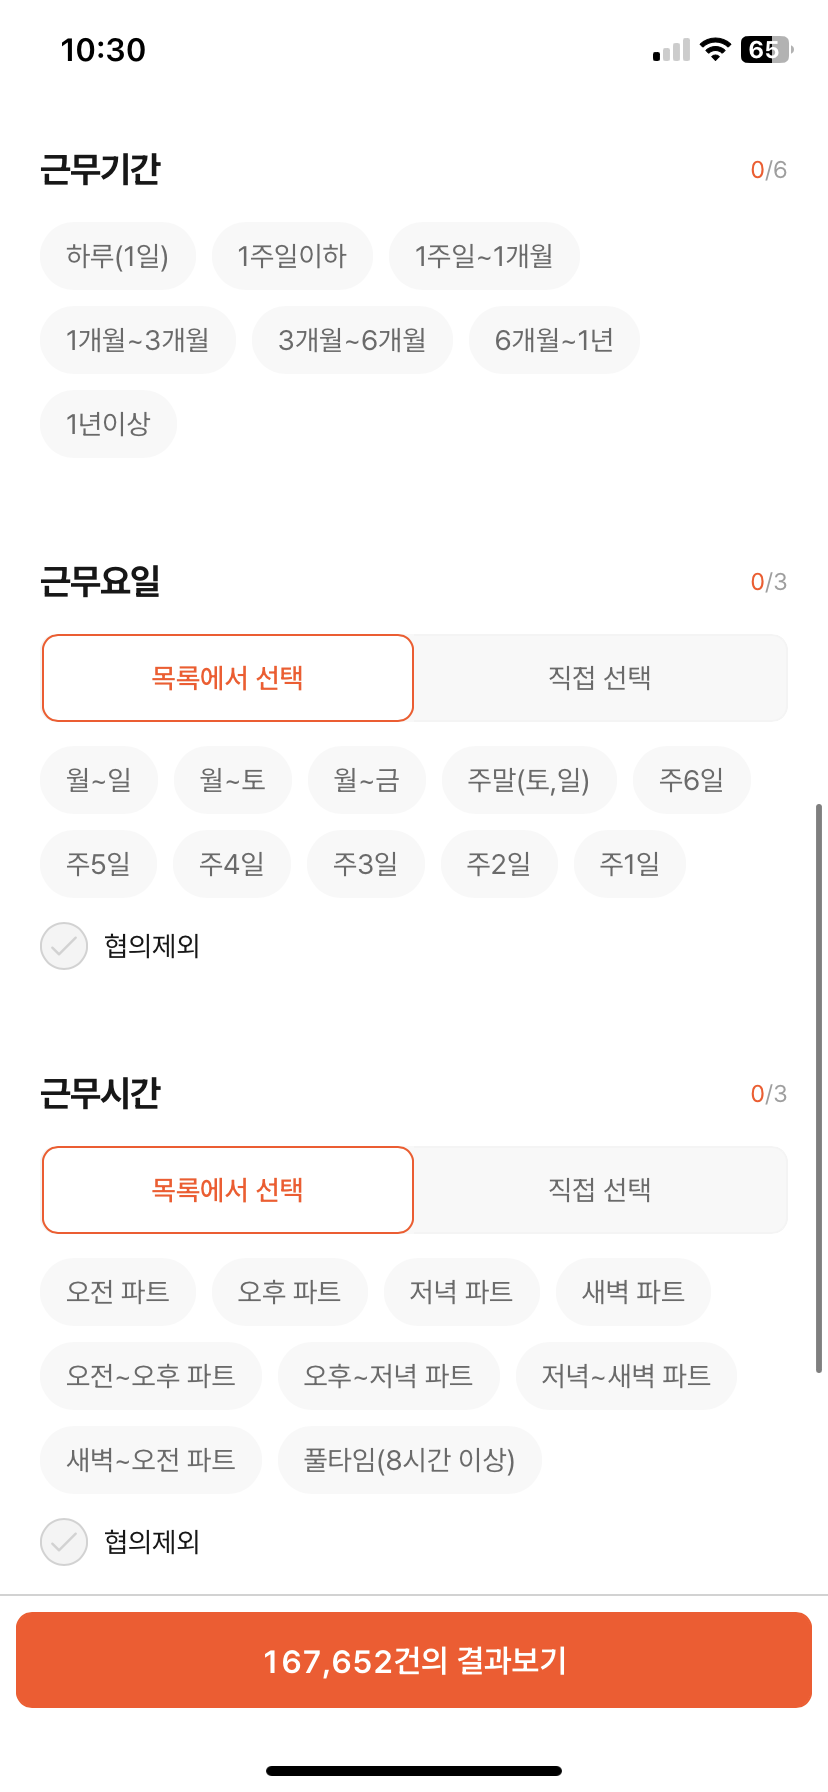 10:30
65
근무기간
0/6
하루(1일) 1주일이하 1주일~1개월
1개월~3개월 3개월~6개월 6개월~1년
1년이상
근무요일
0/3
목록에서 선택 직접 선택
월~일 월~토 월~금 주말(토,일) 주6일
주5일 주4일 주3일 주2일 주1일
협의제외
근무시간
0/3
목록에서 선택 직접 선택
오전 파트 오후 파트 저녁 파트 새벽 파트
오전~오후 파트 오후~저녁 파트 저녁~새벽 파트
새벽~오전 파트 풀타임(8시간 이상)
협의제외
167,652건의 결과보기